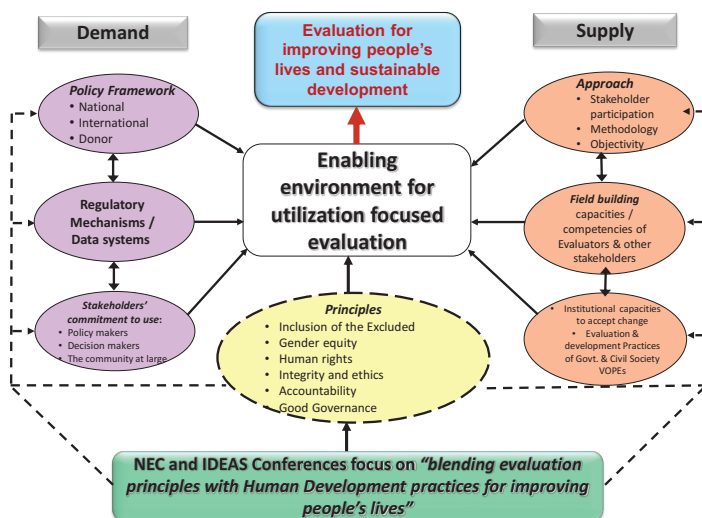 Demand
Evaluation for
improving people's
lives and sustainable
development
Supply
Policy Framework
• National
• International
• Donor
Regulatory
Mechanisms /
Data systems
Stakeholders'
commitment to use:
• Policy makers
• Decision makers
• The community at large
Enabling
environment for
utilization focused
evaluation
Approach
• Stakeholder
participation
• Methodology
• Objectivity
Field building
capacities /
competencies of
Evaluators & other
stakeholders
• Institutional capacities
to accept change
• Evaluation &
development Practices
of Govt. & Civil Society
VOPEs
Principles
• Inclusion of the Excluded
• Gender equity
• Human rights
• Integrity and ethics
• Accountability
• Good Governance
NEC and IDEAS Conferences focus on "blending evaluation
principles with Human Development practices for improving
people's lives"